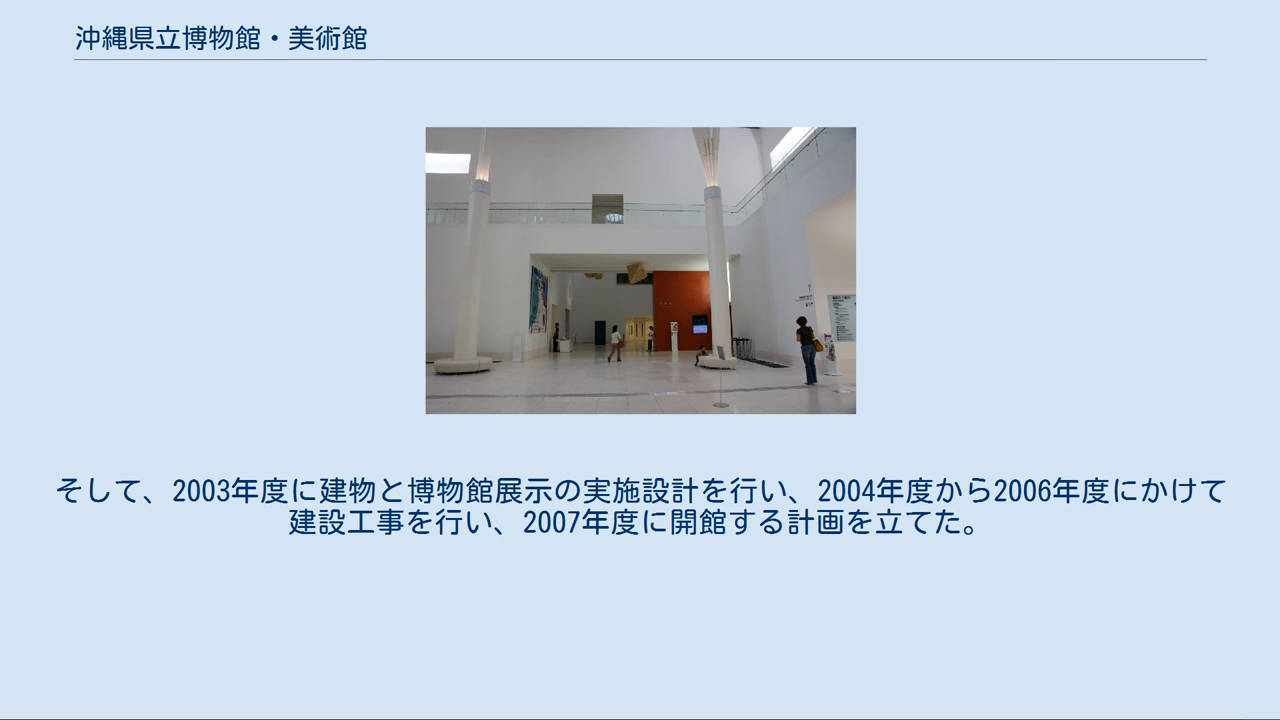 沖縄県立博物館・美術館
そして、2003年度に建物と博物館展示の実施設計を行い、2004年度から2006年度にかけて
建設工事を行い、2007年度に開館する計画を立てた。